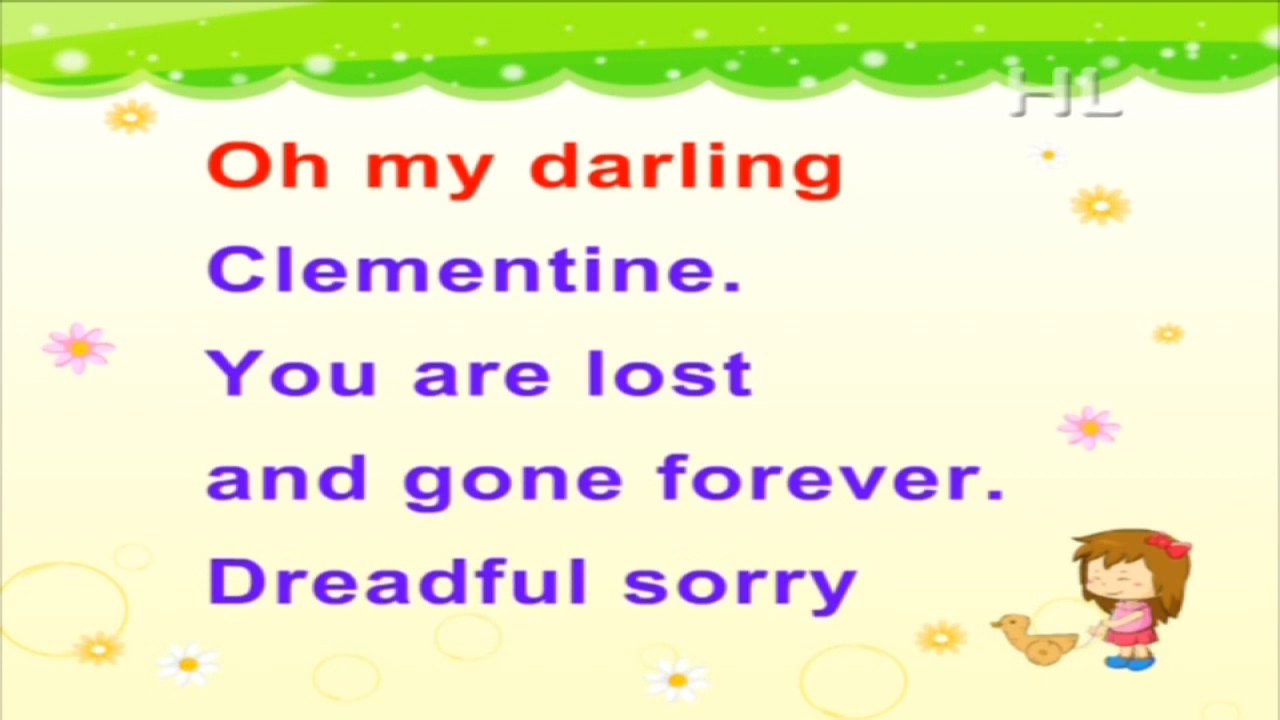 HL
Oh my darling
Clementine.
You are lost
and gone forever.
Dreadful sorry